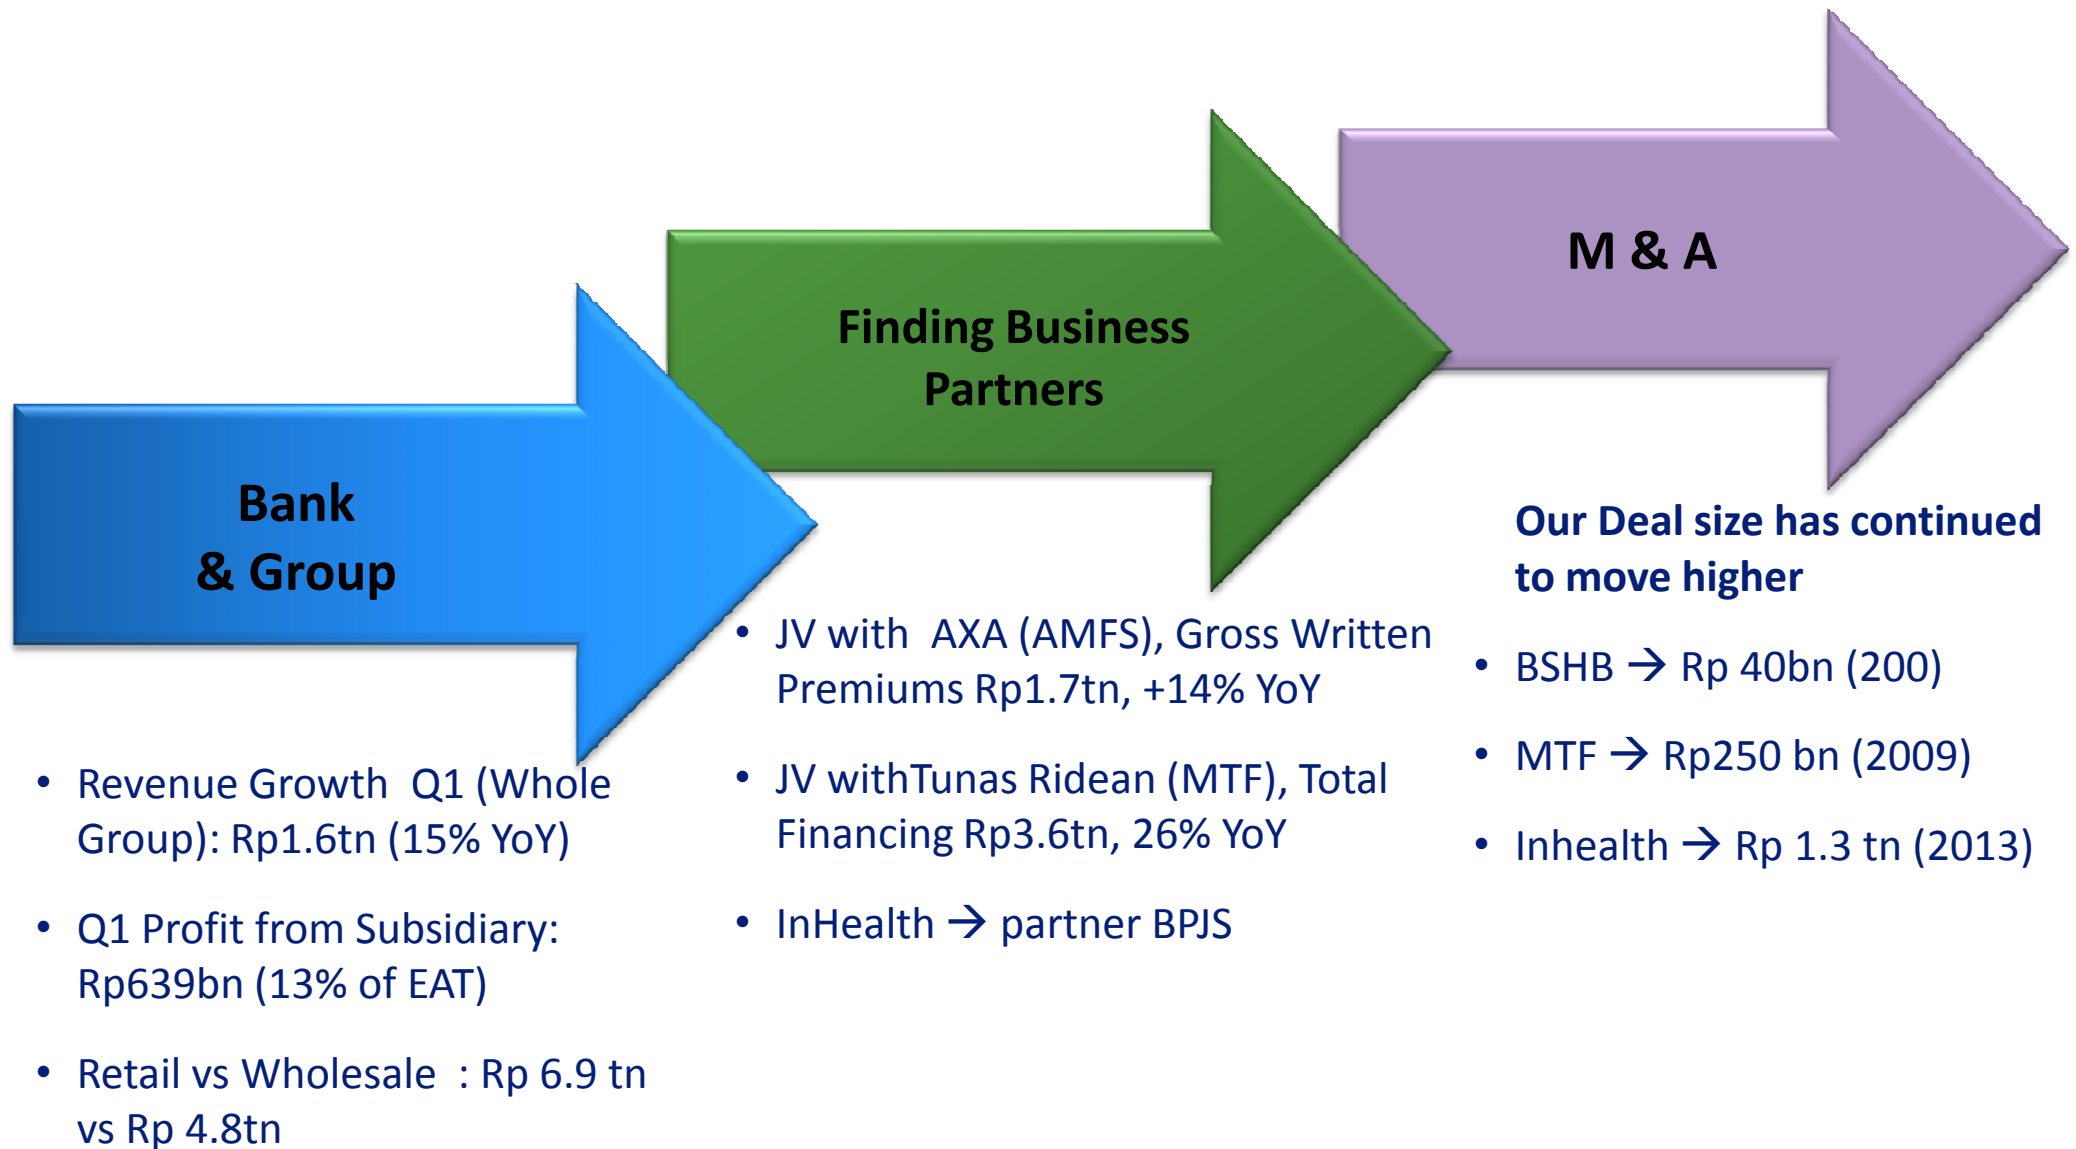 Bank
& Group
• Revenue Growth Q1 (Whole
Group): Rp1.6tn (15% YoY)
• Q1 Profit from Subsidiary:
Rp639bn (13% of EAT)
• Retail vs Wholesale : Rp 6.9 tn
vs Rp 4.8tn
Finding Business
Partners
• JV with AXA (AMFS), Gross Written
Premiums Rp1.7tn, +14% YoY
• JV withTunas Ridean (MTF), Total
Financing Rp3.6tn, 26% YoY
• InHealth → partner BPJS
M & A
Our Deal size has continued
to move higher
• BSHB → Rp 40bn (200)
• MTF → Rp250 bn (2009)
• Inhealth → Rp 1.3 tn (2013)